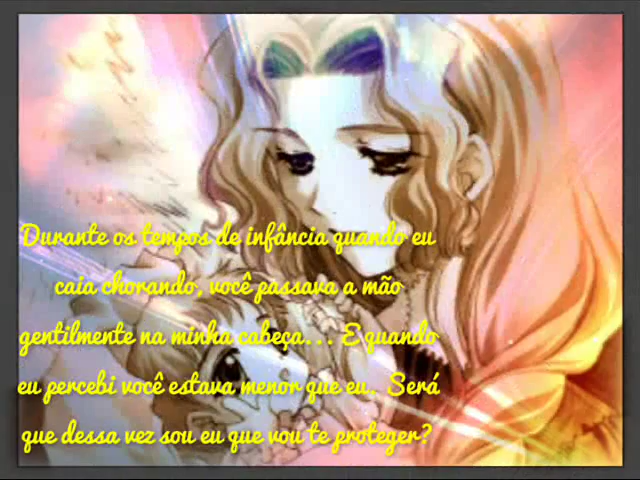 Durante os tempos de infância quando eu
caia chorando, você passava a mão
gentilmente na minha cabeça... E quando
eu percebi você estava menor que eu. Será
que dessa vez sou eu que vou te proteger?